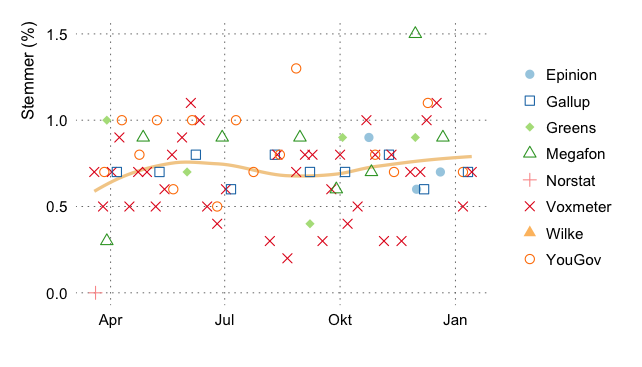 Stemmer (%)
1.5
1.0
0.5
0.0
Apr
Jul
Okt
Jan
Epinion
Gallup
Greens
Megafon
Norstat
Voxmeter
Wilke
YouGov